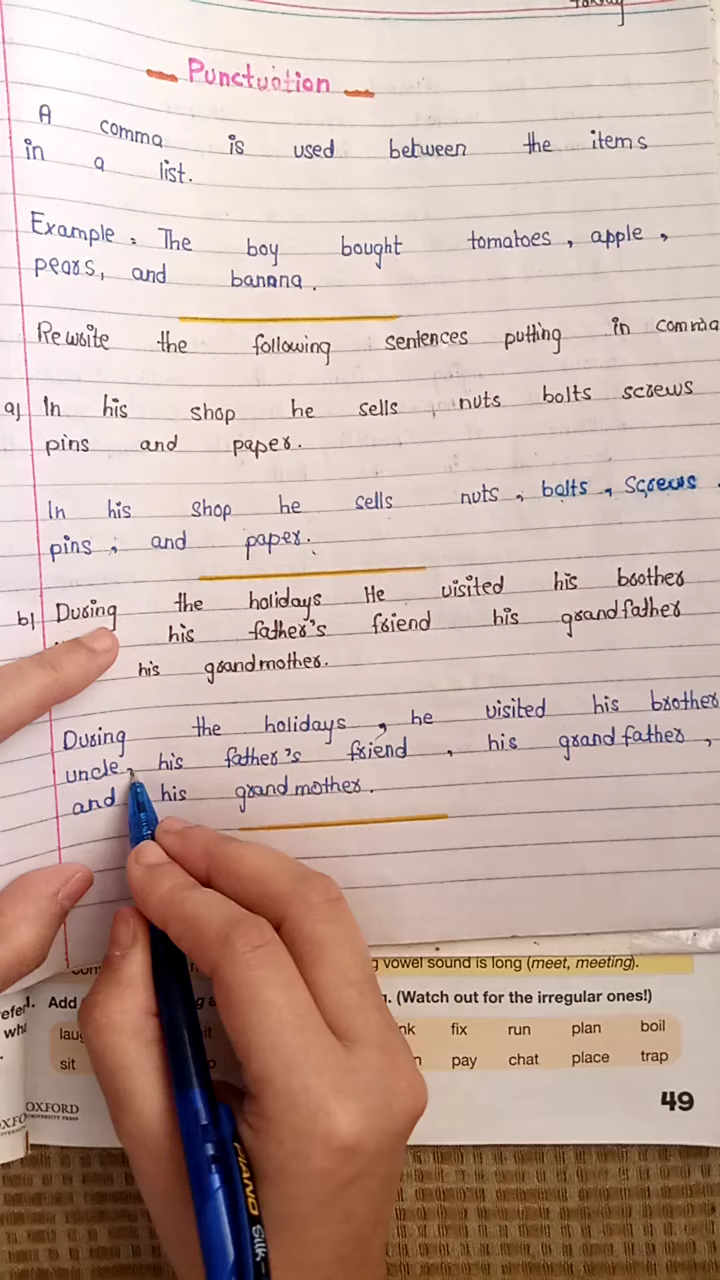 Punctuation
A comma is used between the items
in a list.
Example : The boy bought tomatoes , apple ,
pears, and banana .
Rewrite the following sentences putting in comma
a) In his shop he sells nuts bolts screws
pins and paper.
In his shop he sells nuts , bolts , screws ,
pins , and paper.
b) During the holidays He visited his brother
his father's friend his grandfather
his grandmother.
During the holidays , he visited his brother
uncle, his father's friend , his grandfather ,
and his grandmother.
g vowel sound is long (meet, meeting).
Add (Watch out for the irregular ones!)
fix run plan boil
sit pay chat place trap
OXFORD
UNIVERSITY PRESS
49
PIANO